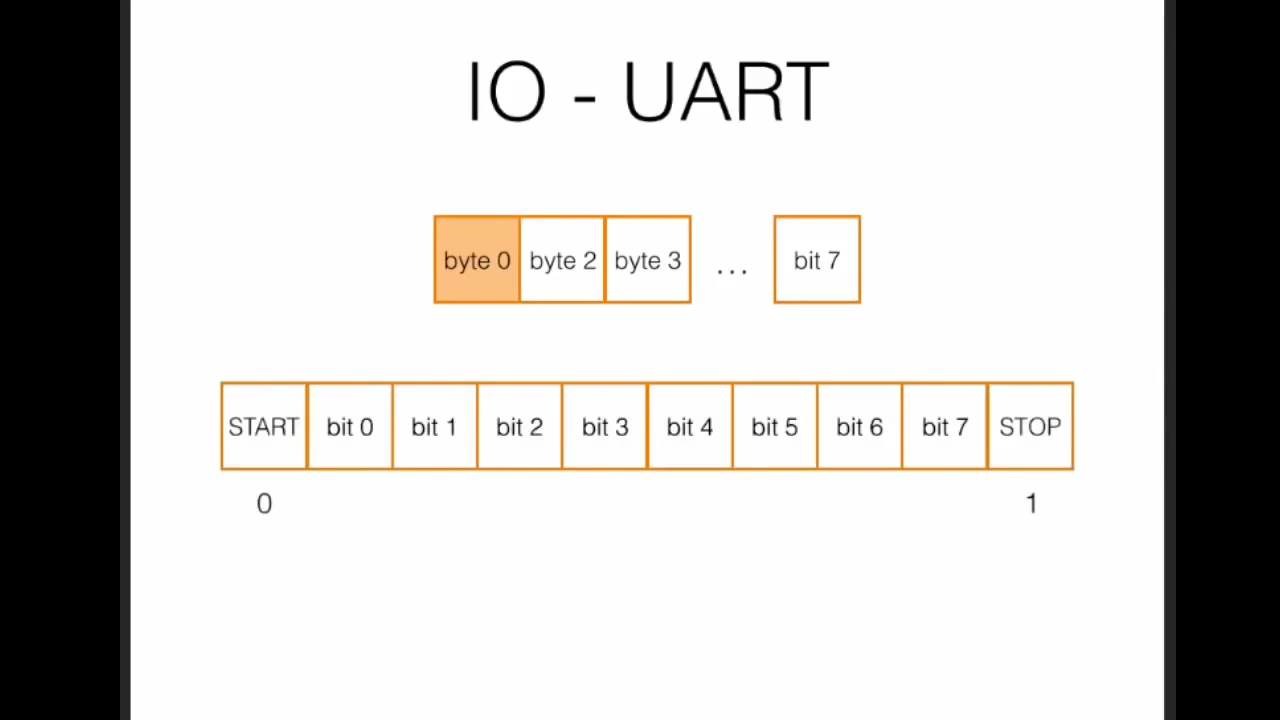 IO - UART
byte 0 byte 2 byte 3 ... bit 7
START bit 0 bit 1 bit 2 bit 3 bit 4 bit 5 bit 6 bit 7 STOP
0 1